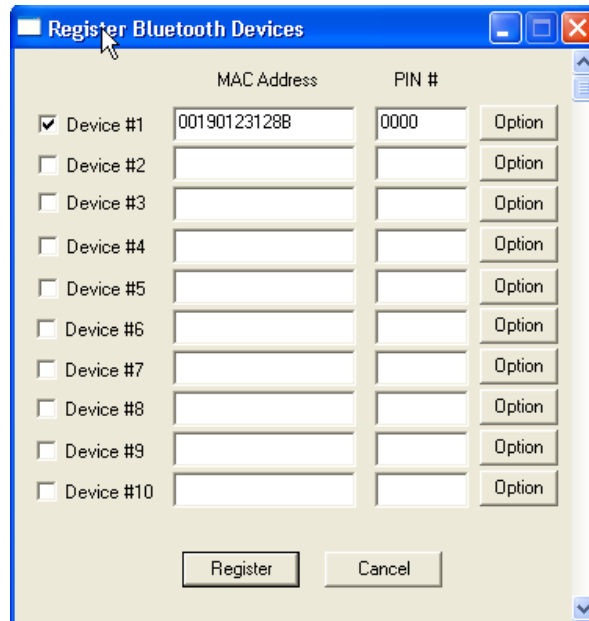 Register Bluetooth Devices
MAC Address PIN #
Device #1 00190123128B 0000 Option
Device #2 Option
Device #3 Option
Device #4 Option
Device #5 Option
Device #6 Option
Device #7 Option
Device #8 Option
Device #9 Option
Device #10 Option
Register Cancel